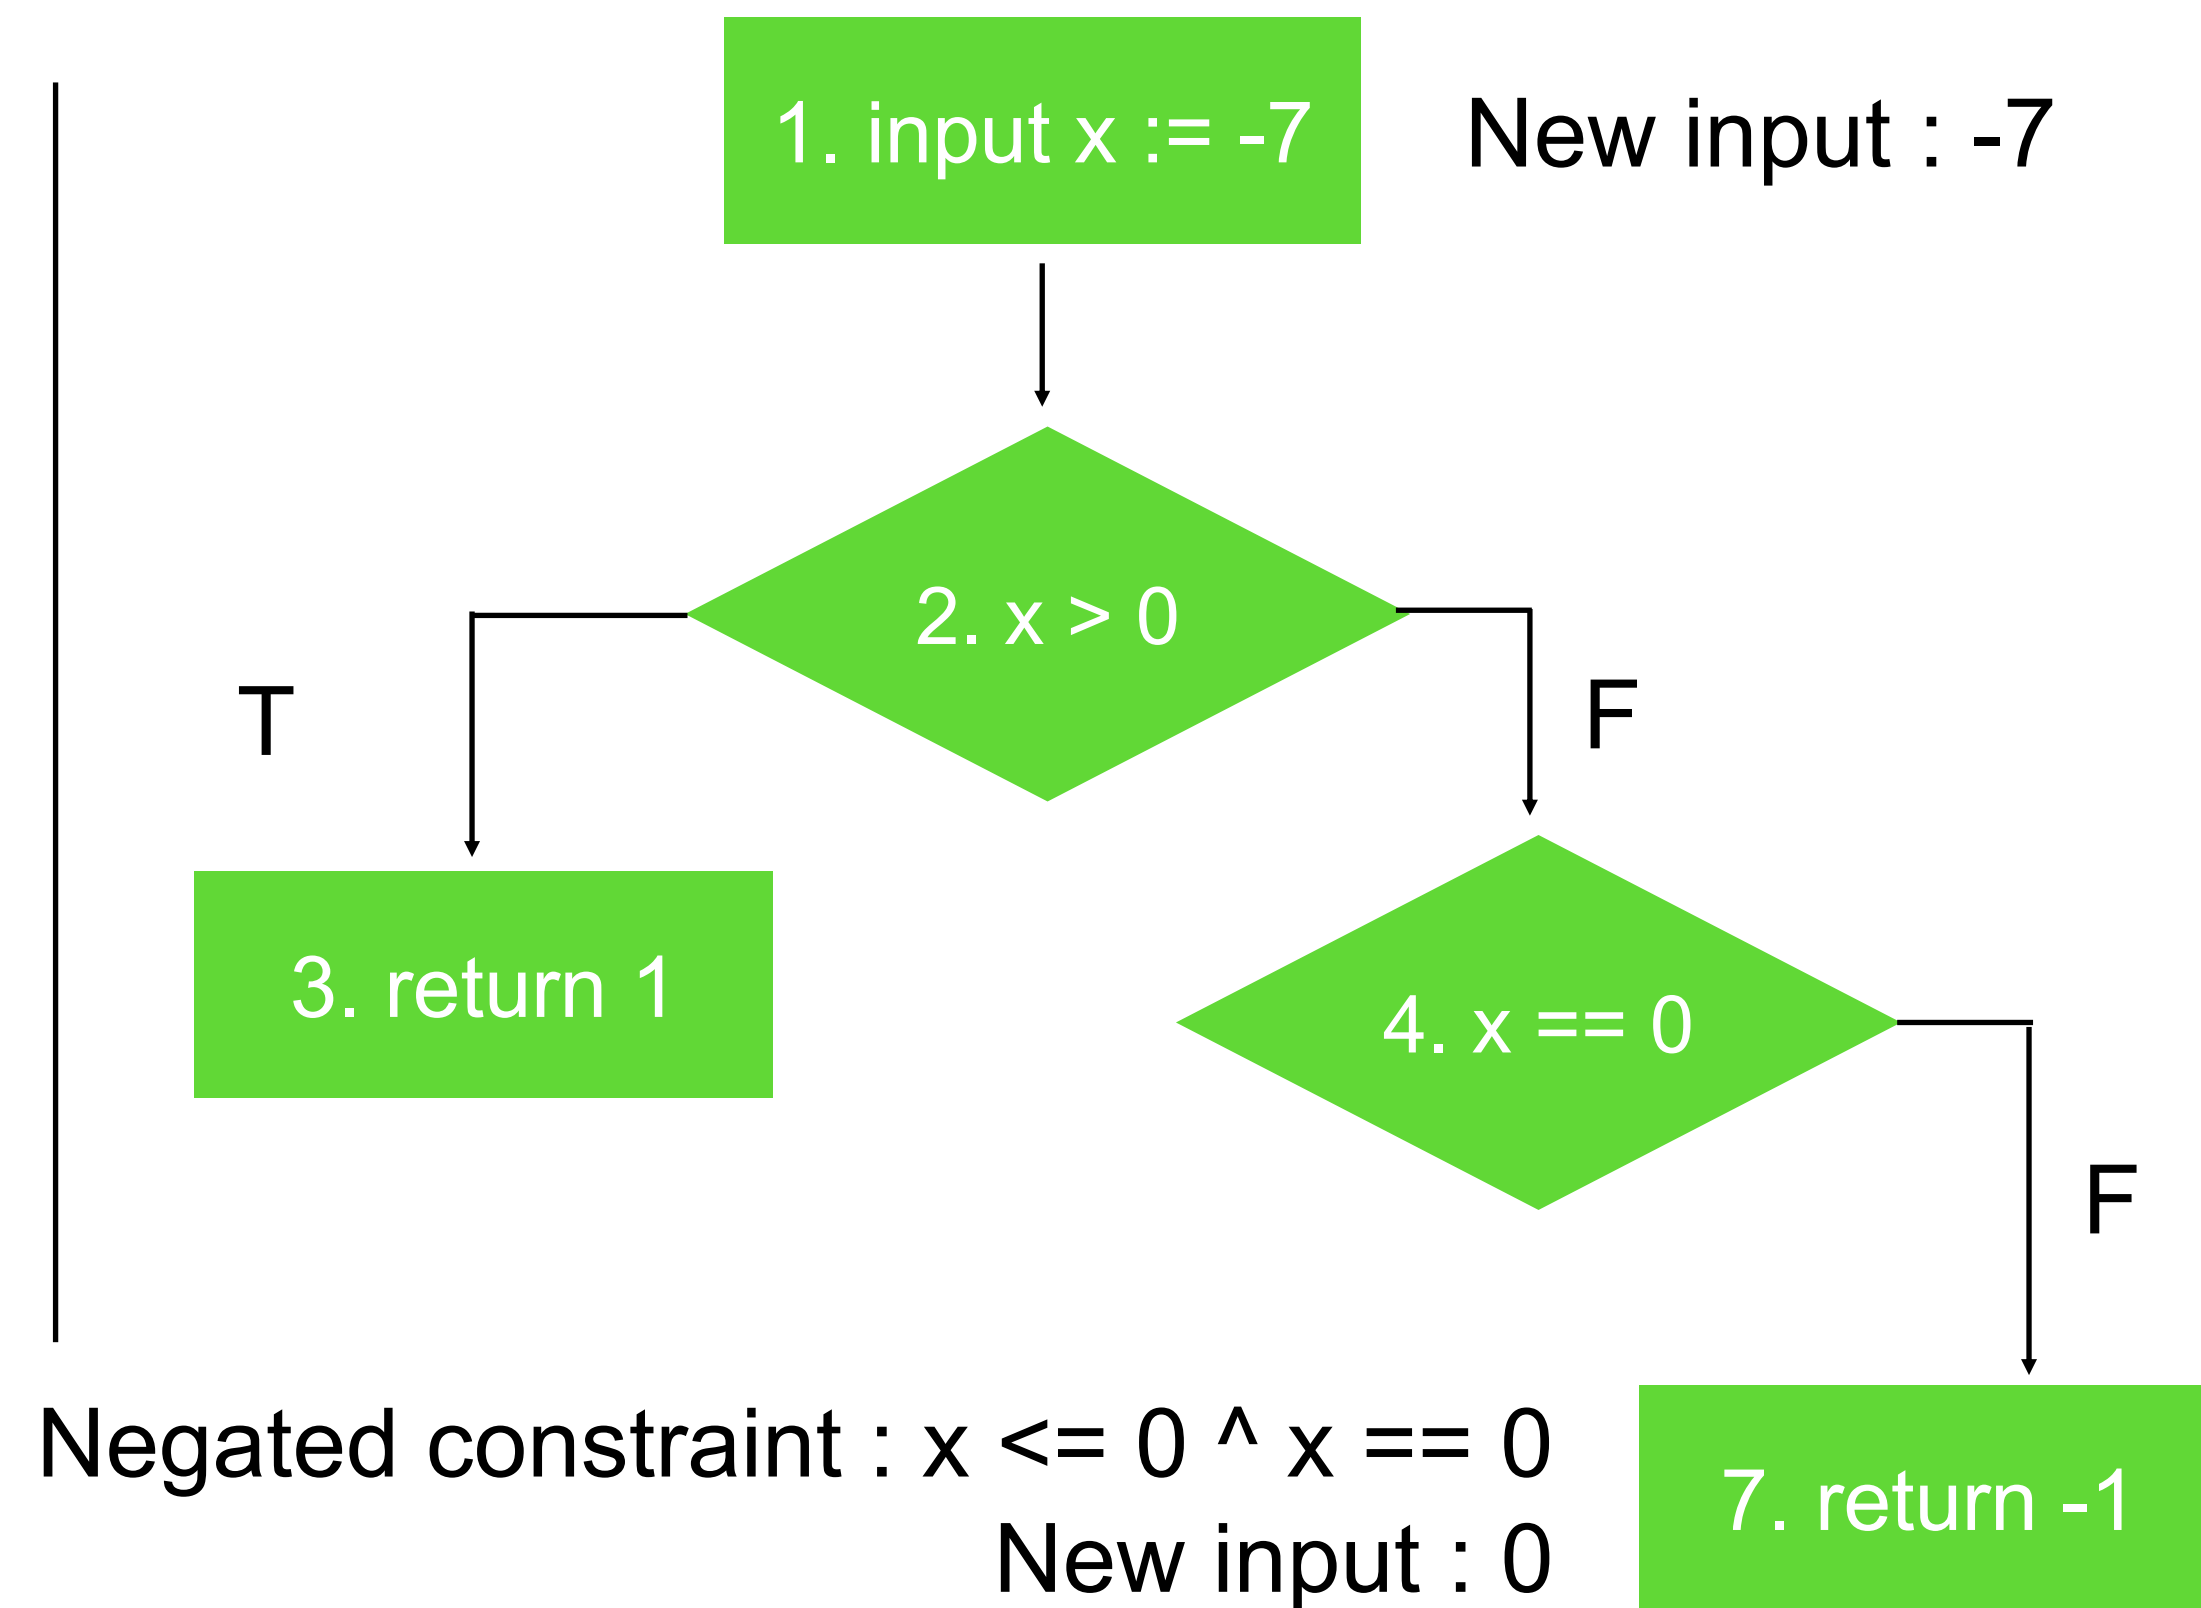 1. input x := -7
New input : -7
2. x > 0
T
F
3. return 1
4. x == 0
F
Negated constraint : x <= 0 ^ x == 0
New input : 0
7. return -1